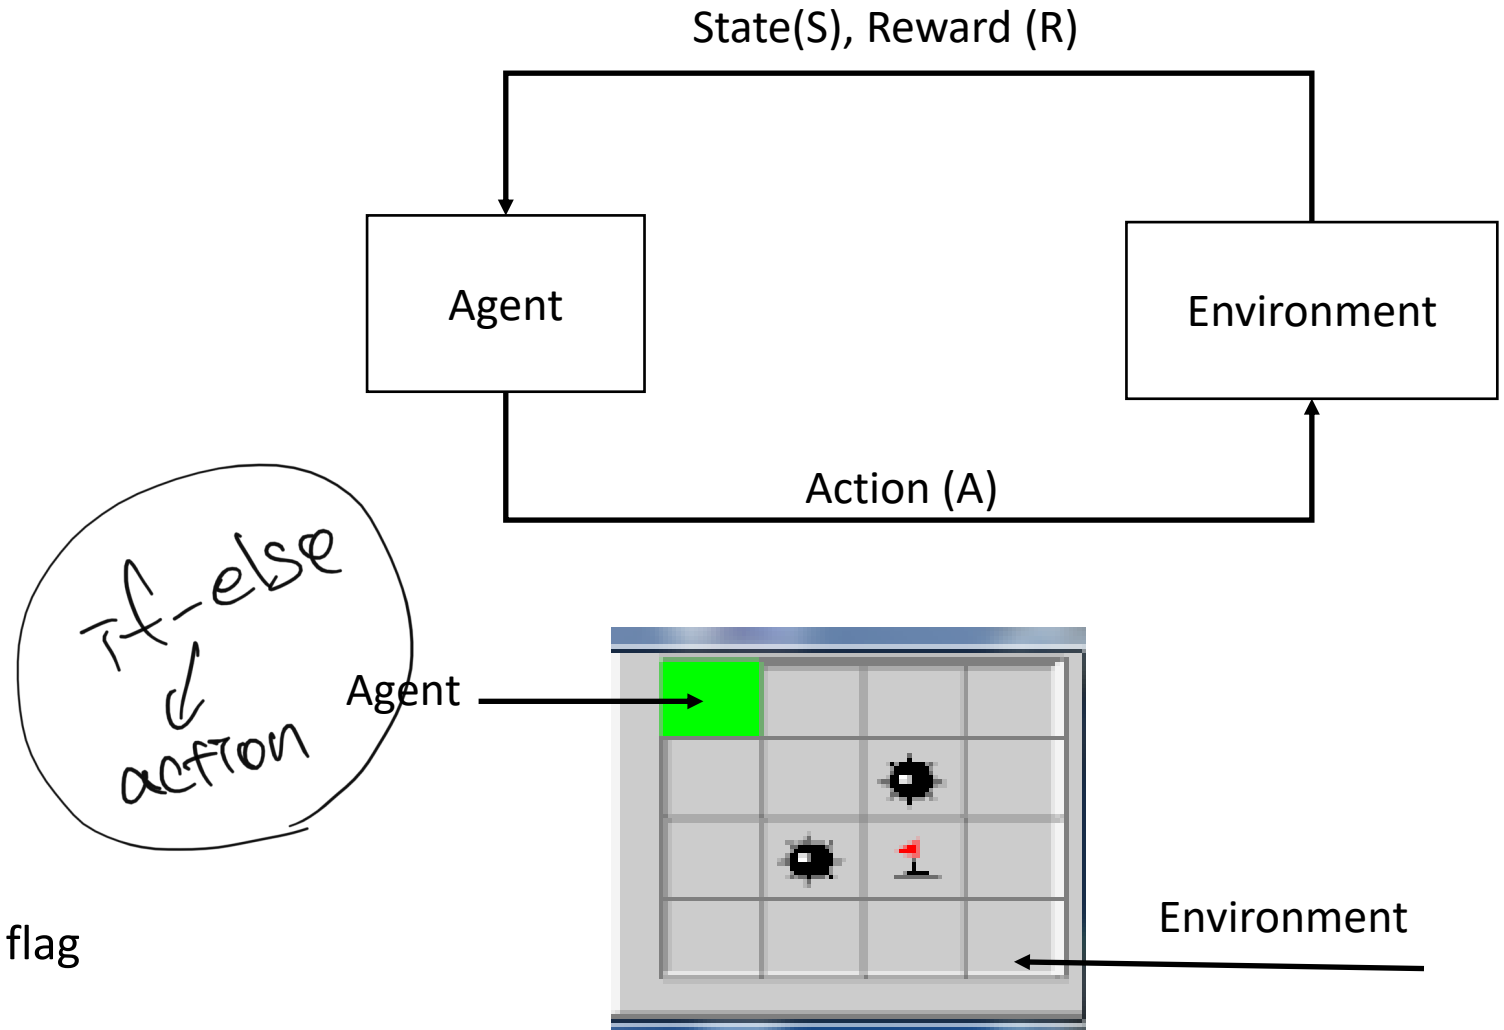 State(S), Reward (R)
Agent
Environment
Action (A)
if-else
action
Agent
Environment
flag